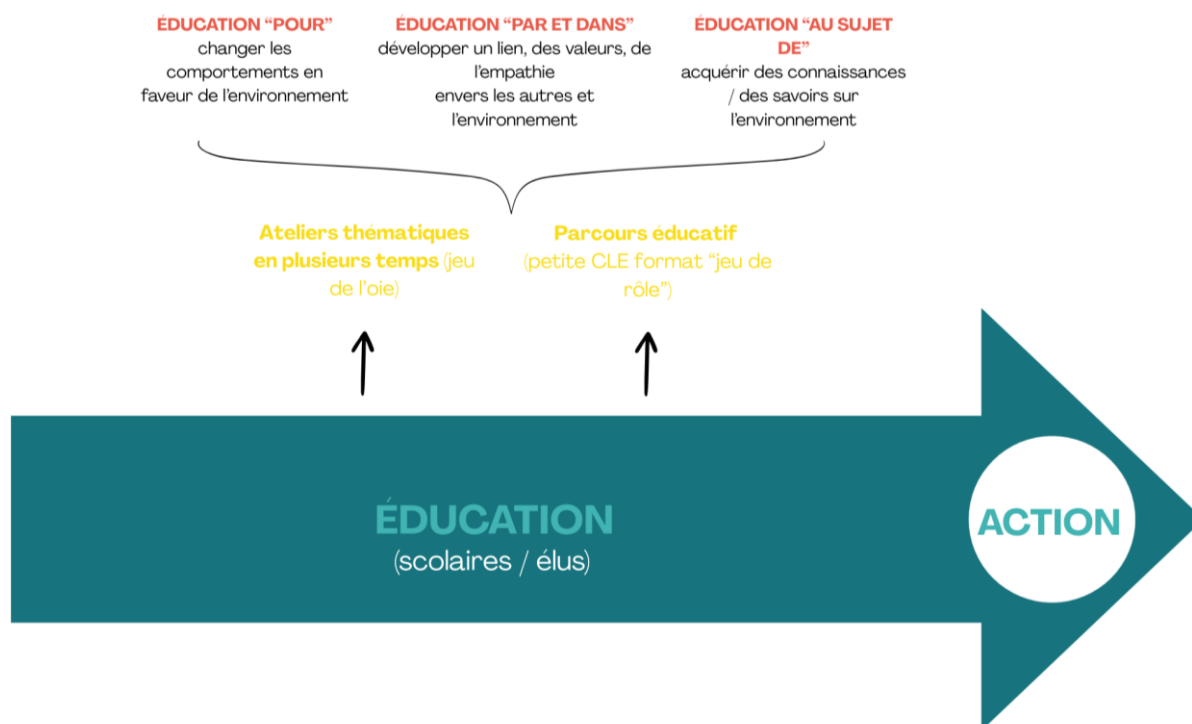 ÉDUCATION “POUR”
changer les
comportements en
faveur de l’environnement
ÉDUCATION “PAR ET DANS”
développer un lien, des valeurs, de
l’empathie
envers les autres et
l’environnement
ÉDUCATION “AU SUJET
DE”
acquérir des connaissances
/ des savoirs sur
l’environnement
Ateliers thématiques
en plusieurs temps (jeu
de l’oie)
Parcours éducatif
(petite CLE format “jeu de
rôle”)
ÉDUCATION
(scolaires / élus)
ACTION